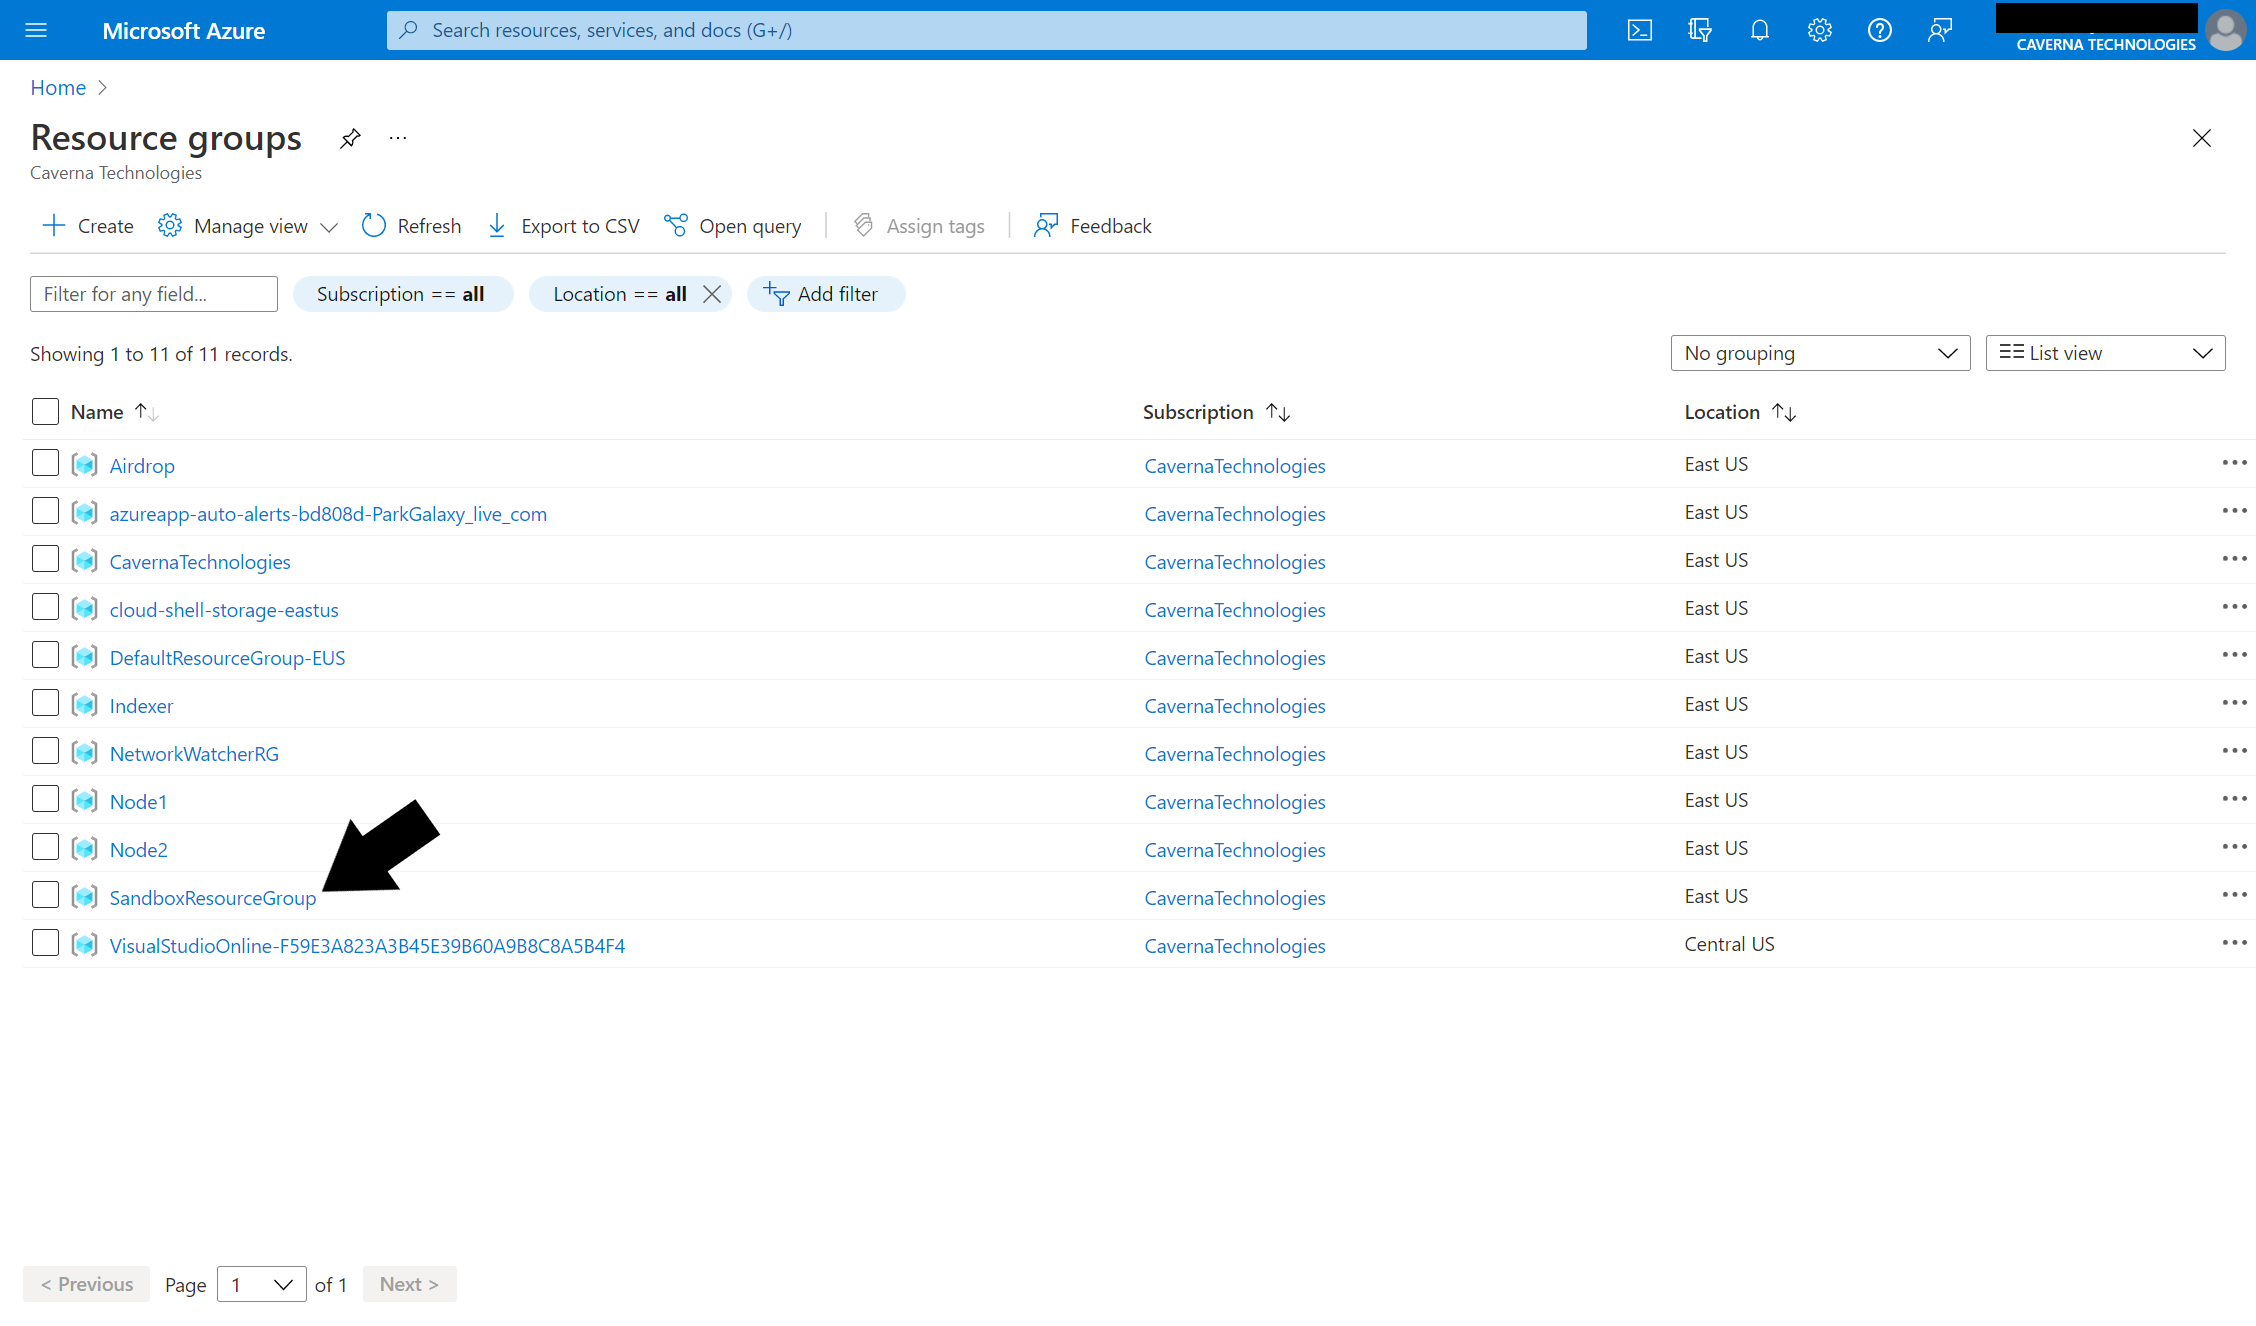 Microsoft Azure
Search resources, services, and docs (G+/)
CAVERNA TECHNOLOGIES
Home >
Resource groups ...
Caverna Technologies
Create Manage view Refresh Export to CSV Open query Assign tags Feedback
Filter for any field... Subscription == all Location == all Add filter
Showing 1 to 11 of 11 records. No grouping List view
Name Subscription Location
Airdrop CavernaTechnologies East US
azureapp-auto-alerts-bd808d-ParkGalaxy_live_com CavernaTechnologies East US
CavernaTechnologies CavernaTechnologies East US
cloud-shell-storage-eastus CavernaTechnologies East US
DefaultResourceGroup-EUS CavernaTechnologies East US
Indexer CavernaTechnologies East US
NetworkWatcherRG CavernaTechnologies East US
Node1 CavernaTechnologies East US
Node2 CavernaTechnologies East US
SandboxResourceGroup CavernaTechnologies East US
VisualStudioOnline-F59E3A823A3B45E39B60A9B8C8A5B4F4 CavernaTechnologies Central US
< Previous Page 1 of 1 Next >